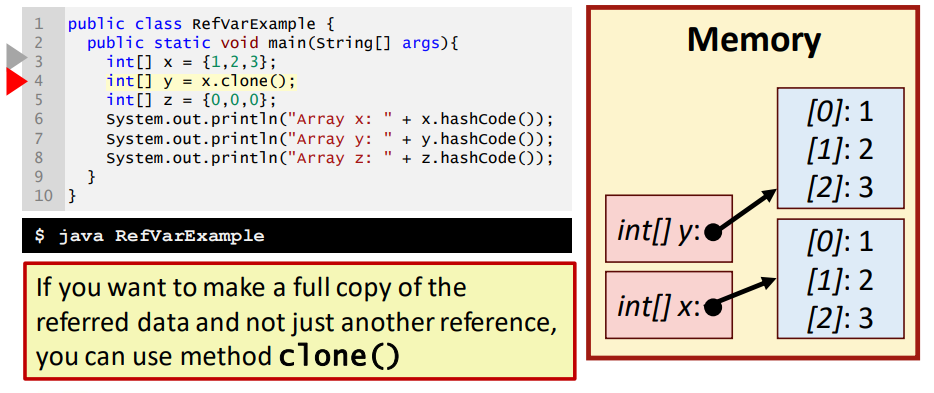 1 public class RefVarExample {
2 public static void main(String[] args){
3 int[] x = {1,2,3};
4 int[] y = x.clone();
5 int[] z = {0,0,0};
6 System.out.println("Array x: " + x.hashCode());
7 System.out.println("Array y: " + y.hashCode());
8 System.out.println("Array z: " + z.hashCode());
9 }
10 }
$ java RefVarExample
If you want to make a full copy of the
referred data and not just another reference,
you can use method clone()
Memory
[0]: 1
[1]: 2
[2]: 3
int[] y:
[0]: 1
[1]: 2
[2]: 3
int[] x: